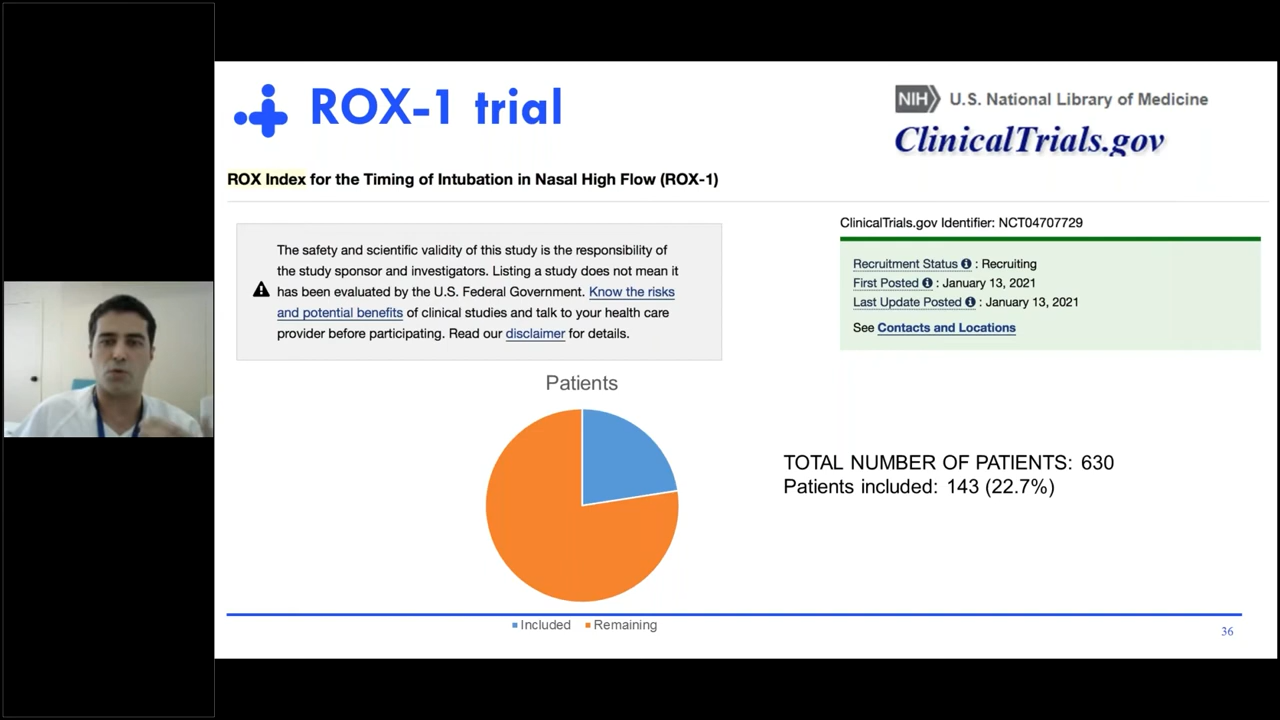 ROX-1 trial
NIH U.S. National Library of Medicine
ClinicalTrials.gov
ROX Index for the Timing of Intubation in Nasal High Flow (ROX-1)
The safety and scientific validity of this study is the responsibility of
the study sponsor and investigators. Listing a study does not mean it
has been evaluated by the U.S. Federal Government. Know the risks
and potential benefits of clinical studies and talk to your health care
provider before participating. Read our disclaimer for details.
ClinicalTrials.gov Identifier: NCT04707729
Recruitment Status : Recruiting
First Posted : January 13, 2021
Last Update Posted : January 13, 2021
See Contacts and Locations
Patients
TOTAL NUMBER OF PATIENTS: 630
Patients included: 143 (22.7%)
Included Remaining
36